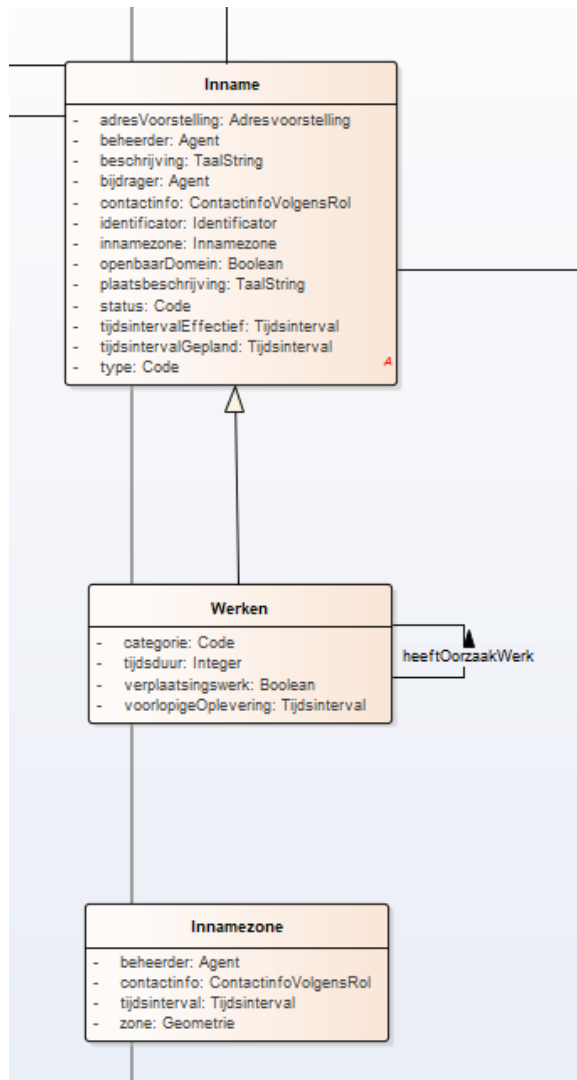 Inname
- adresVoorstelling: Adresvoorstelling
- beheerder: Agent
- beschrijving: TaalString
- bijdrager: Agent
- contactinfo: ContactinfoVolgensRol
- identificator: Identificator
- innamezone: Innamezone
- openbaarDomein: Boolean
- plaatsbeschrijving: TaalString
- status: Code
- tijdsintervalEffectief: Tijdsinterval
- tijdsintervalGepland: Tijdsinterval
- type: Code
A
Werken
- categorie: Code
- tijdsduur: Integer
- verplaatsingswerk: Boolean
- voorlopigeOplevering: Tijdsinterval
heeftOorzaakWerk
Innamezone
- beheerder: Agent
- contactinfo: ContactinfoVolgensRol
- tijdsinterval: Tijdsinterval
- zone: Geometrie